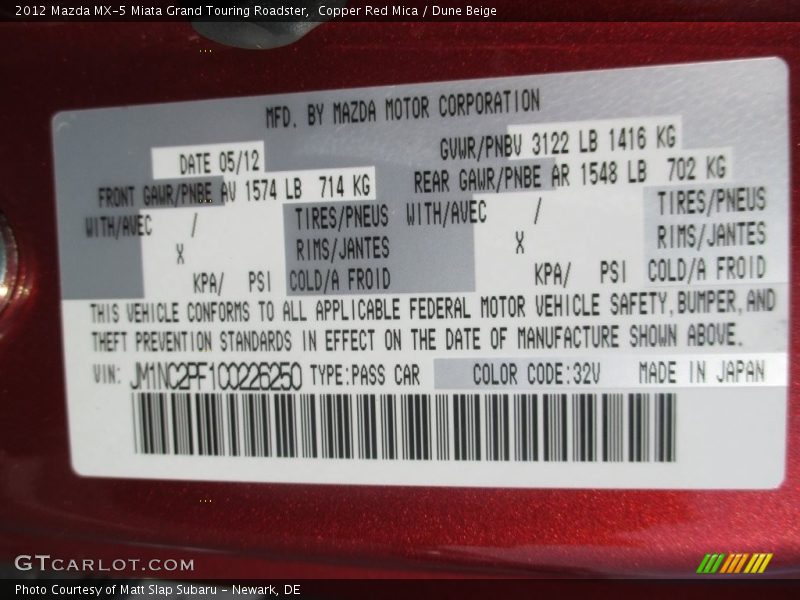 2012 Mazda MX-5 Miata Grand Touring Roadster,  Copper Red Mica / Dune Beige
MFD. BY MAZDA MOTOR CORPORATION
DATE 05/12 GVWR/PNBV 3122 LB 1416 KG
FRONT GAWR/PNBE AV 1574 LB 714 KG REAR GAWR/PNBE AR 1548 LB 702 KG
WITH/AVEC / TIRES/PNEUS WITH/AVEC / TIRES/PNEUS
X RIMS/JANTES X RIMS/JANTES
KPA/ PSI COLD/A FROID KPA/ PSI COLD/A FROID
THIS VEHICLE CONFORMS TO ALL APPLICABLE FEDERAL MOTOR VEHICLE SAFETY, BUMPER, AND
THEFT PREVENTION STANDARDS IN EFFECT ON THE DATE OF MANUFACTURE SHOWN ABOVE.
VIN: JM1NC2PF1C0226250 TYPE:PASS CAR COLOR CODE:32V MADE IN JAPAN
GTCARLOT.COM
Photo Courtesy of Matt Slap Subaru - Newark, DE